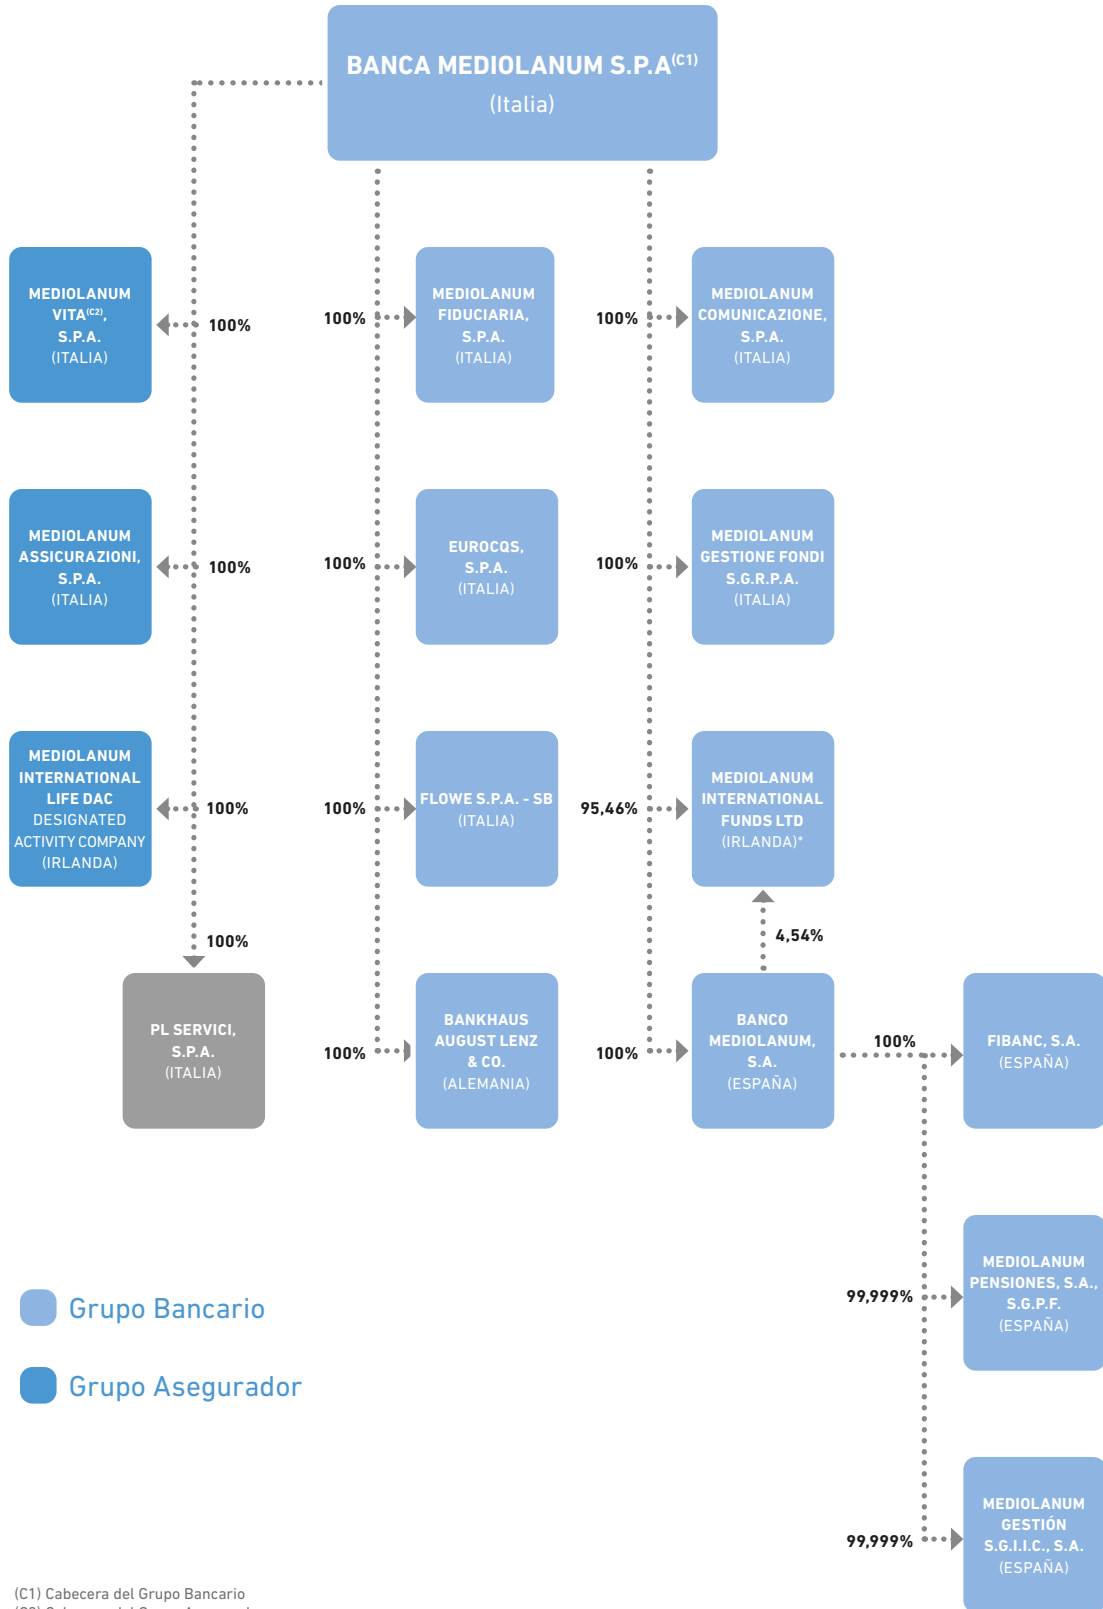 BANCA MEDIOLANUM S.P.A(C1)
(Italia)
MEDIOLANUM
VITA(C2),
S.P.A.
(ITALIA)
100%
100%
MEDIOLANUM
FIDUCIARIA,
S.P.A.
(ITALIA)
100%
MEDIOLANUM
COMUNICAZIONE,
S.P.A.
(ITALIA)
MEDIOLANUM
ASSICURAZIONI,
S.P.A.
(ITALIA)
100%
100%
EUROCQS,
S.P.A.
(ITALIA)
100%
MEDIOLANUM
GESTIONE FONDI
S.G.R.P.A.
(ITALIA)
MEDIOLANUM
INTERNATIONAL
LIFE DAC
DESIGNATED
ACTIVITY COMPANY
(IRLANDA)
100%
100%
FLOWE S.P.A. - SB
(ITALIA)
95,46%
MEDIOLANUM
INTERNATIONAL
FUNDS LTD
(IRLANDA)*
100%
4,54%
PL SERVICI,
S.P.A.
(ITALIA)
100%
BANKHAUS
AUGUST LENZ
& CO.
(ALEMANIA)
100%
BANCO
MEDIOLANUM,
S.A.
(ESPAÑA)
100%
FIBANC, S.A.
(ESPAÑA)
99,999%
MEDIOLANUM
PENSIONES, S.A.,
S.G.P.F.
(ESPAÑA)
Grupo Bancario
Grupo Asegurador
99,999%
MEDIOLANUM
GESTIÓN
S.G.I.I.C., S.A.
(ESPAÑA)
(C1) Cabecera del Grupo Bancario